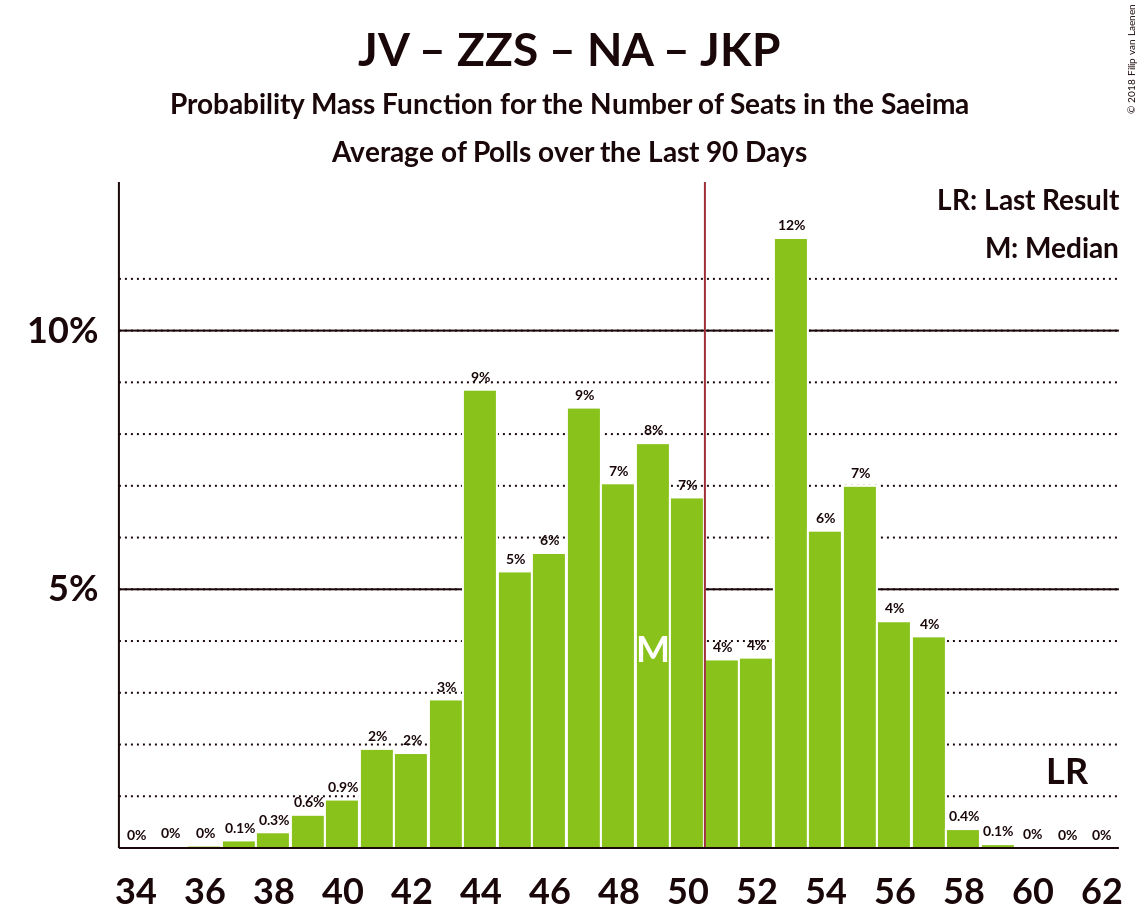 JV – ZZS – NA – JKP
Probability Mass Function for the Number of Seats in the Saeima
Average of Polls over the Last 90 Days
© 2018 Filip van Laenen
LR: Last Result
M: Median
10%
5%
0% 0% 0% 0.1% 0.3% 0.6% 0.9% 2% 2% 3% 9% 5% 6% 9% 7% 8% 7% 4% 4% 12% 6% 7% 4% 4% 0.4% 0.1% 0% 0% 0%
M
LR
34 36 38 40 42 44 46 48 50 52 54 56 58 60 62